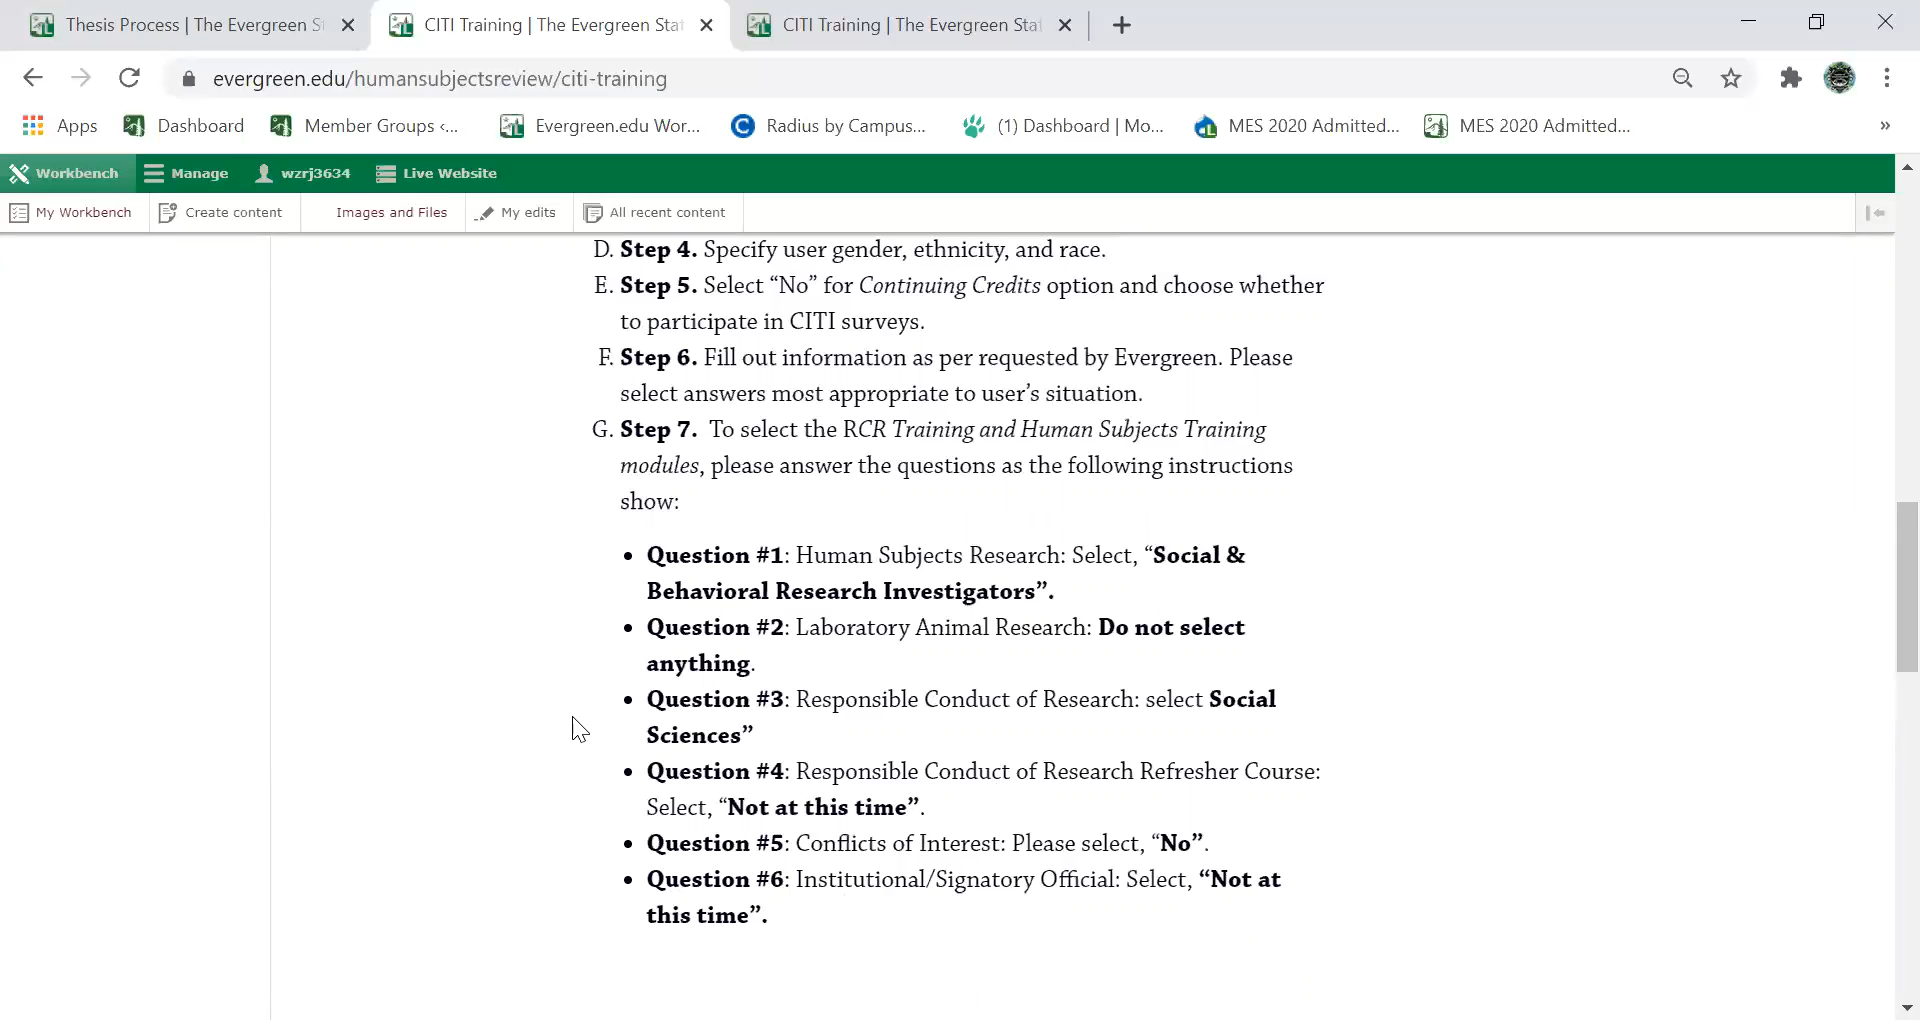 Thesis Process | The Evergreen St
CITI Training | The Evergreen Stat
CITI Training | The Evergreen Stat
evergreen.edu/humansubjectsreview/citi-training
Apps
Dashboard
Member Groups ‹...
Evergreen.edu Wor...
Radius by Campus...
(1) Dashboard | Mo...
MES 2020 Admitted...
MES 2020 Admitted...
»
Workbench
Manage
wzrj3634
Live Website
My Workbench
Create content
Images and Files
My edits
All recent content
D. Step 4. Specify user gender, ethnicity, and race.
E. Step 5. Select “No” for Continuing Credits option and choose whether
to participate in CITI surveys.
F. Step 6. Fill out information as per requested by Evergreen. Please
select answers most appropriate to user’s situation.
G. Step 7.  To select the RCR Training and Human Subjects Training
modules, please answer the questions as the following instructions
show:
• Question #1: Human Subjects Research: Select, “Social &
Behavioral Research Investigators”.
• Question #2: Laboratory Animal Research: Do not select
anything.
• Question #3: Responsible Conduct of Research: select Social
Sciences”
• Question #4: Responsible Conduct of Research Refresher Course:
Select, “Not at this time”.
• Question #5: Conflicts of Interest: Please select, “No”.
• Question #6: Institutional/Signatory Official: Select, “Not at
this time”.